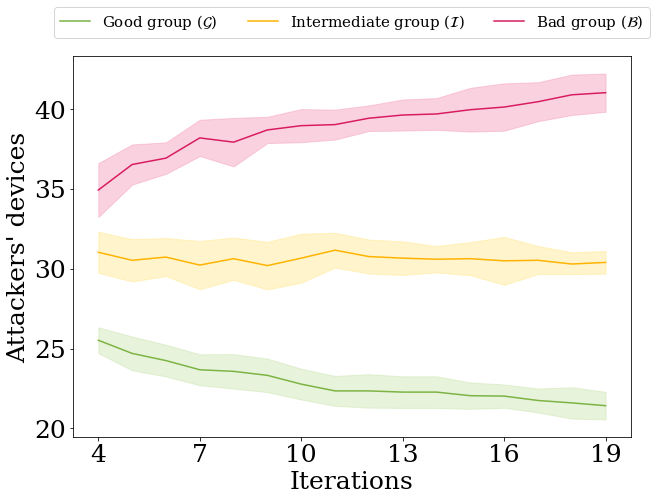 Good group (𝒢) Intermediate group (ℐ) Bad group (ℬ)
Attackers' devices
40
35
30
25
20
4 7 10 13 16 19
Iterations